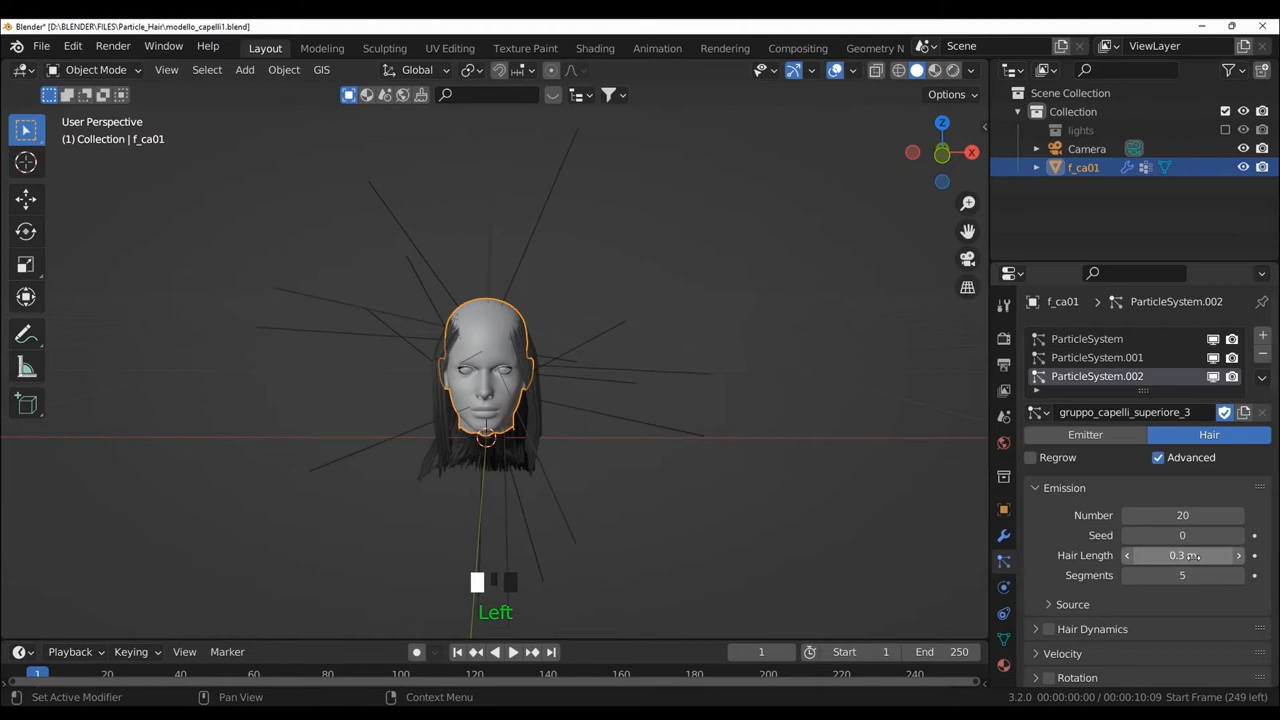 Blender* [D:\BLENDER\FILES\Particle_Hair\modello_capelli1.blend]
File Edit Render Window Help
Layout Modeling Sculpting UV Editing Texture Paint Shading Animation Rendering Compositing Geometry N
Scene
ViewLayer
Object Mode View Select Add Object GIS
Global
Options
User Perspective
(1) Collection | f_ca01
Z
X
Scene Collection
Collection
lights
Camera
f_ca01
f_ca01 ParticleSystem.002
ParticleSystem
ParticleSystem.001
ParticleSystem.002
gruppo_capelli_superiore_3
Emitter Hair
Regrow Advanced
Emission
Number 20
Seed 0
Hair Length 0.3 m
Segments 5
Source
Hair Dynamics
Velocity
Rotation
Left
Playback Keying View Marker
1 Start 1 End 250
1 20 40 60 80 100 120 140 160 180 200 220 240
Set Active Modifier Pan View Context Menu
3.2.0 00:00:00:00 / 00:00:10:09 Start Frame (249 left)